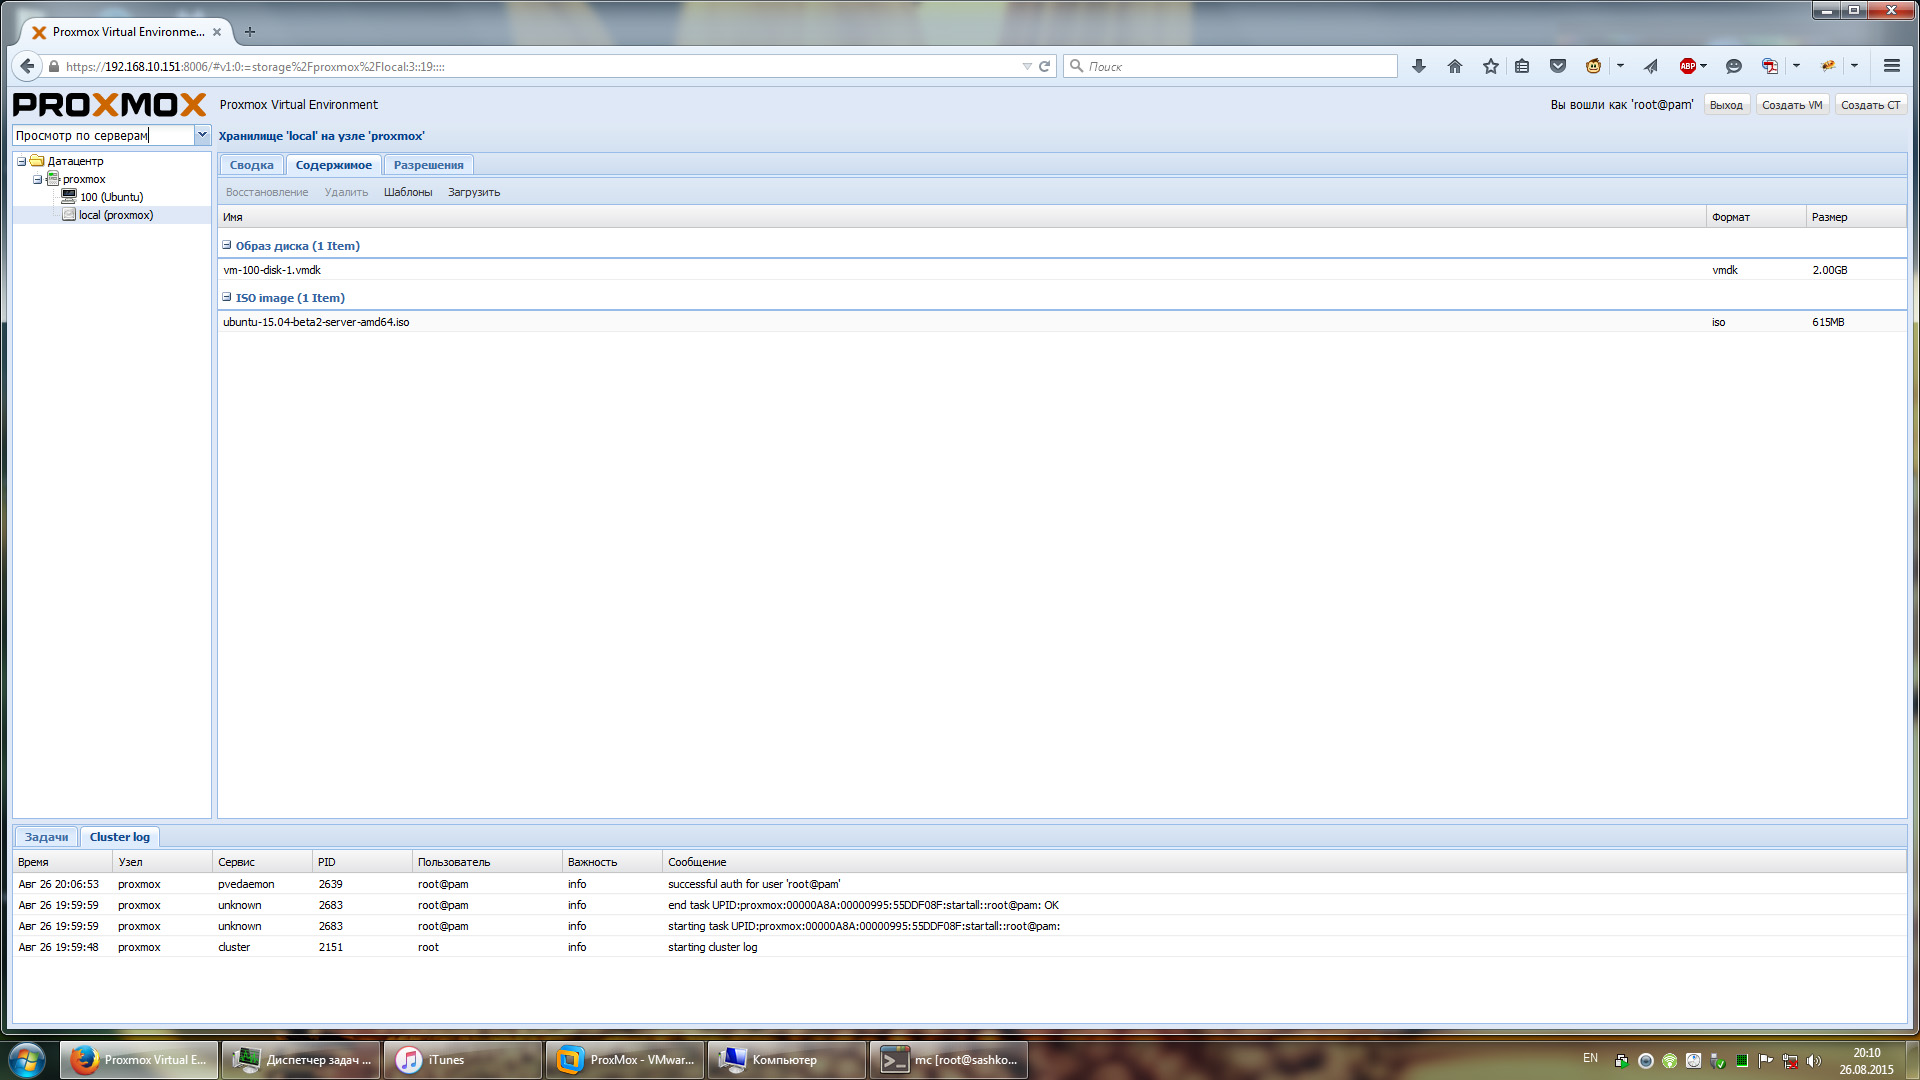 Proxmox Virtual Environme...
https://192.168.10.151:8006/#v1:0:=storage%2Fproxmox%2Flocal:3::19::::
Поиск
ABP
PROXMOX Proxmox Virtual Environment
Вы вошли как 'root@pam' Выход Создать VM Создать CT
Просмотр по серверам
Хранилище 'local' на узле 'proxmox'
Датацентр
proxmox
100 (Ubuntu)
local (proxmox)
Сводка Содержимое Разрешения
Восстановление Удалить Шаблоны Загрузить
Имя Формат Размер
Образ диска (1 Item)
vm-100-disk-1.vmdk vmdk 2.00GB
ISO image (1 Item)
ubuntu-15.04-beta2-server-amd64.iso iso 615MB
Задачи Cluster log
Время Узел Сервис PID Пользователь Важность Сообщение
Авг 26 20:06:53 proxmox pvedaemon 2639 root@pam info successful auth for user 'root@pam'
Авг 26 19:59:59 proxmox unknown 2683 root@pam info end task UPID:proxmox:00000A8A:00000995:55DDF08F:startall::root@pam: OK
Авг 26 19:59:59 proxmox unknown 2683 root@pam info starting task UPID:proxmox:00000A8A:00000995:55DDF08F:startall::root@pam:
Авг 26 19:59:48 proxmox cluster 2151 root info starting cluster log
Proxmox Virtual E...
Диспетчер задач ...
iTunes
ProxMox - VMwar...
Компьютер
mc [root@sashko...
EN
20:10
26.08.2015